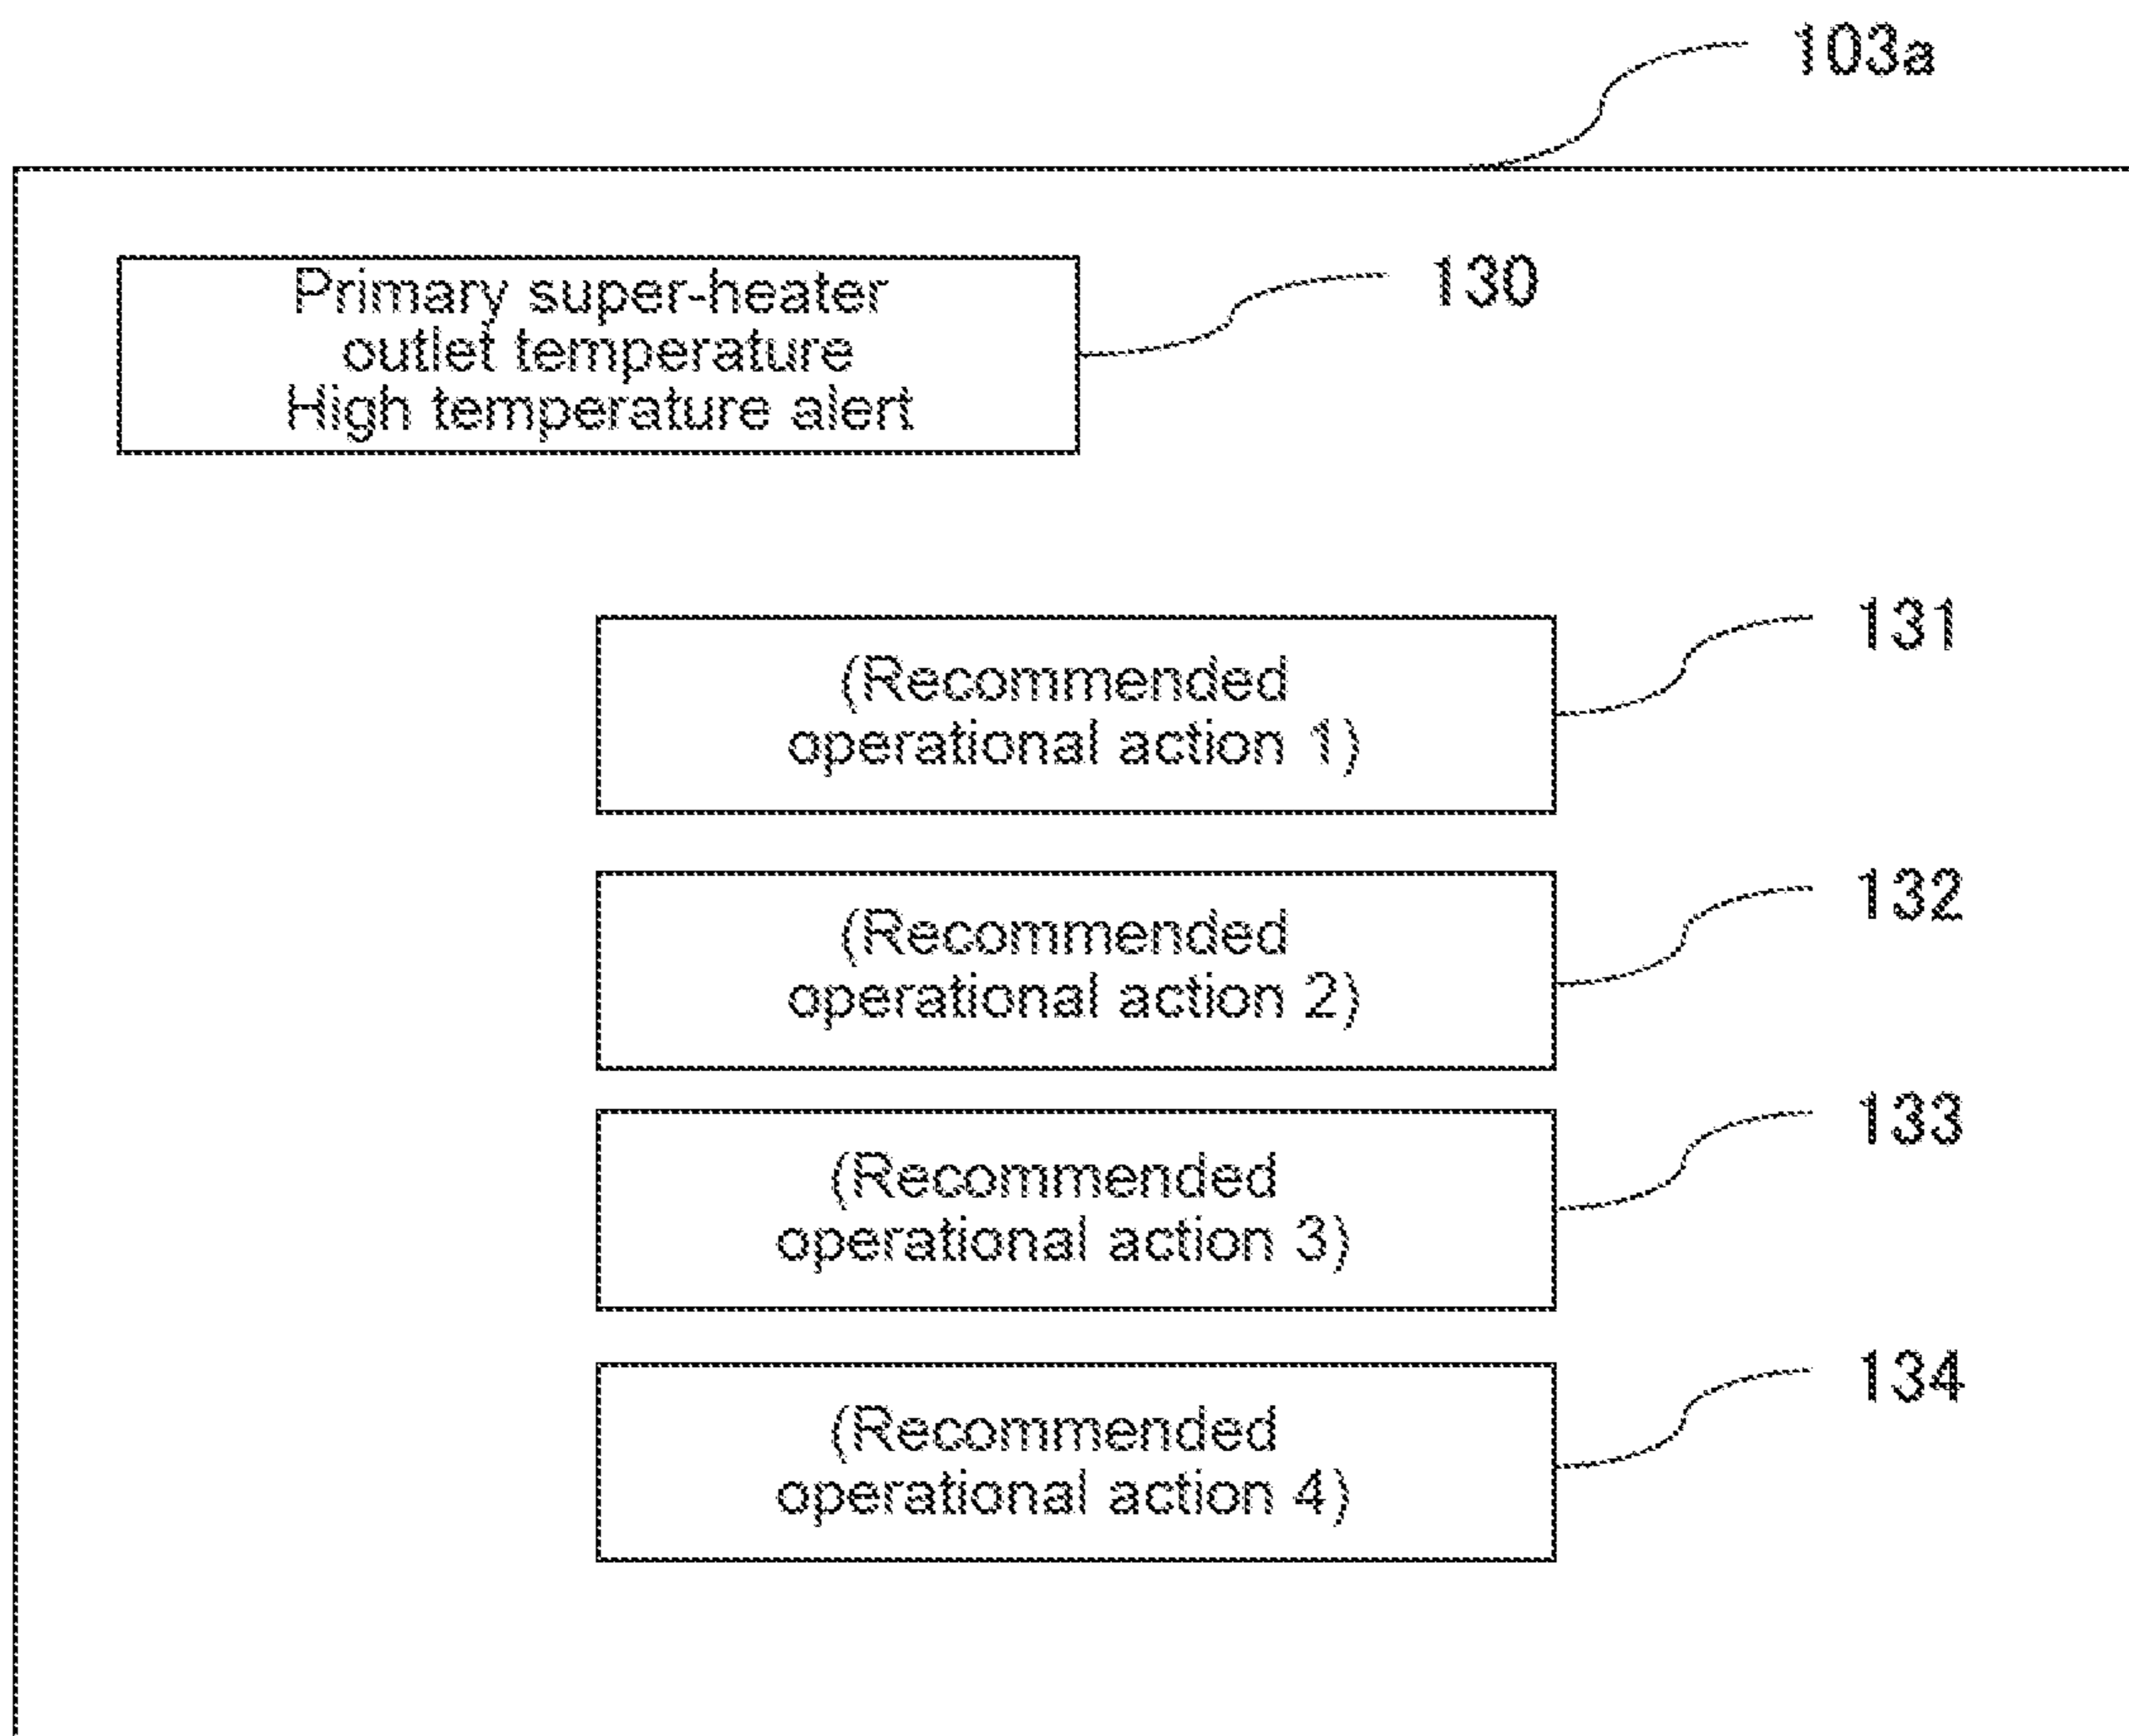 103a
Primary super-heater
outlet temperature
High temperature alert
130
(Recommended
operational action 1)
131
(Recommended
operational action 2)
132
(Recommended
operational action 3)
133
(Recommended
operational action 4)
134